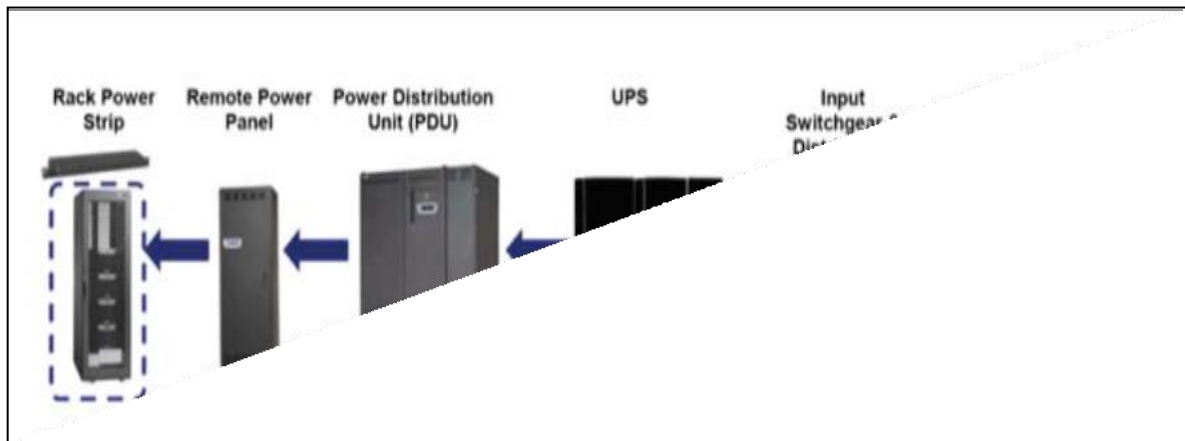 Rack Power
Strip
Remote Power
Panel
Power Distribution
Unit (PDU)
UPS
Input
Switchgear